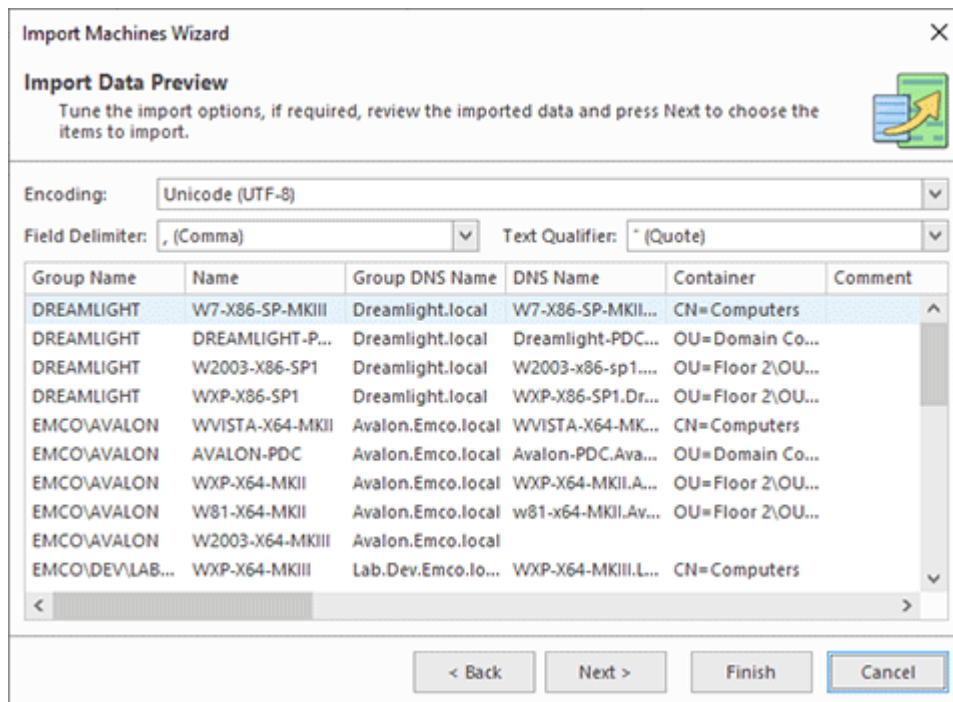 Import Machines Wizard
Import Data Preview
Tune the import options, if required, review the imported data and press Next to choose the
items to import.
Encoding: Unicode (UTF-8)
Field Delimiter: , (Comma) Text Qualifier: " (Quote)
Group Name Name Group DNS Name DNS Name Container Comment
DREAMLIGHT W7-X86-SP-MKIII Dreamlight.local W7-X86-SP-MKII... CN=Computers
DREAMLIGHT DREAMLIGHT-P... Dreamlight.local Dreamlight-PDC... OU=Domain Co...
DREAMLIGHT W2003-X86-SP1 Dreamlight.local W2003-x86-sp1.... OU=Floor 2\OU...
DREAMLIGHT WXP-X86-SP1 Dreamlight.local WXP-X86-SP1.Dr... OU=Floor 2\OU...
EMCO\AVALON WVISTA-X64-MKII Avalon.Emco.local WVISTA-X64-MK... CN=Computers
EMCO\AVALON AVALON-PDC Avalon.Emco.local Avalon-PDC.Ava... OU=Domain Co...
EMCO\AVALON WXP-X64-MKII Avalon.Emco.local WXP-X64-MKII.A... OU=Floor 2\OU...
EMCO\AVALON W81-X64-MKII Avalon.Emco.local w81-x64-MKII.Av... OU=Floor 2\OU...
EMCO\AVALON W2003-X64-MKIII Avalon.Emco.local
EMCO\DEV\LAB... WXP-X64-MKIII Lab.Dev.Emco.lo... WXP-X64-MKIII.L... CN=Computers
< Back Next > Finish Cancel